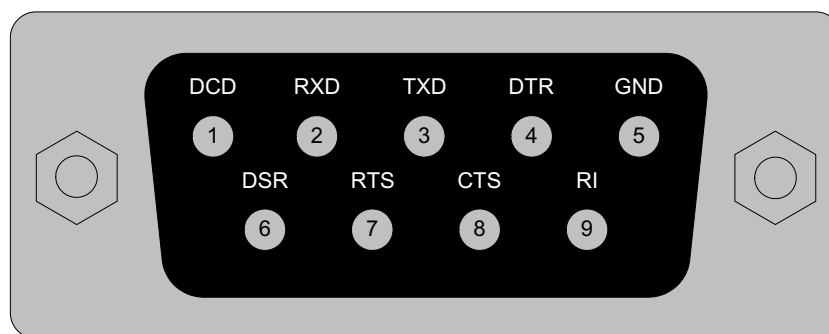 DCD RXD TXD DTR GND
1 2 3 4 5
DSR RTS CTS RI
6 7 8 9